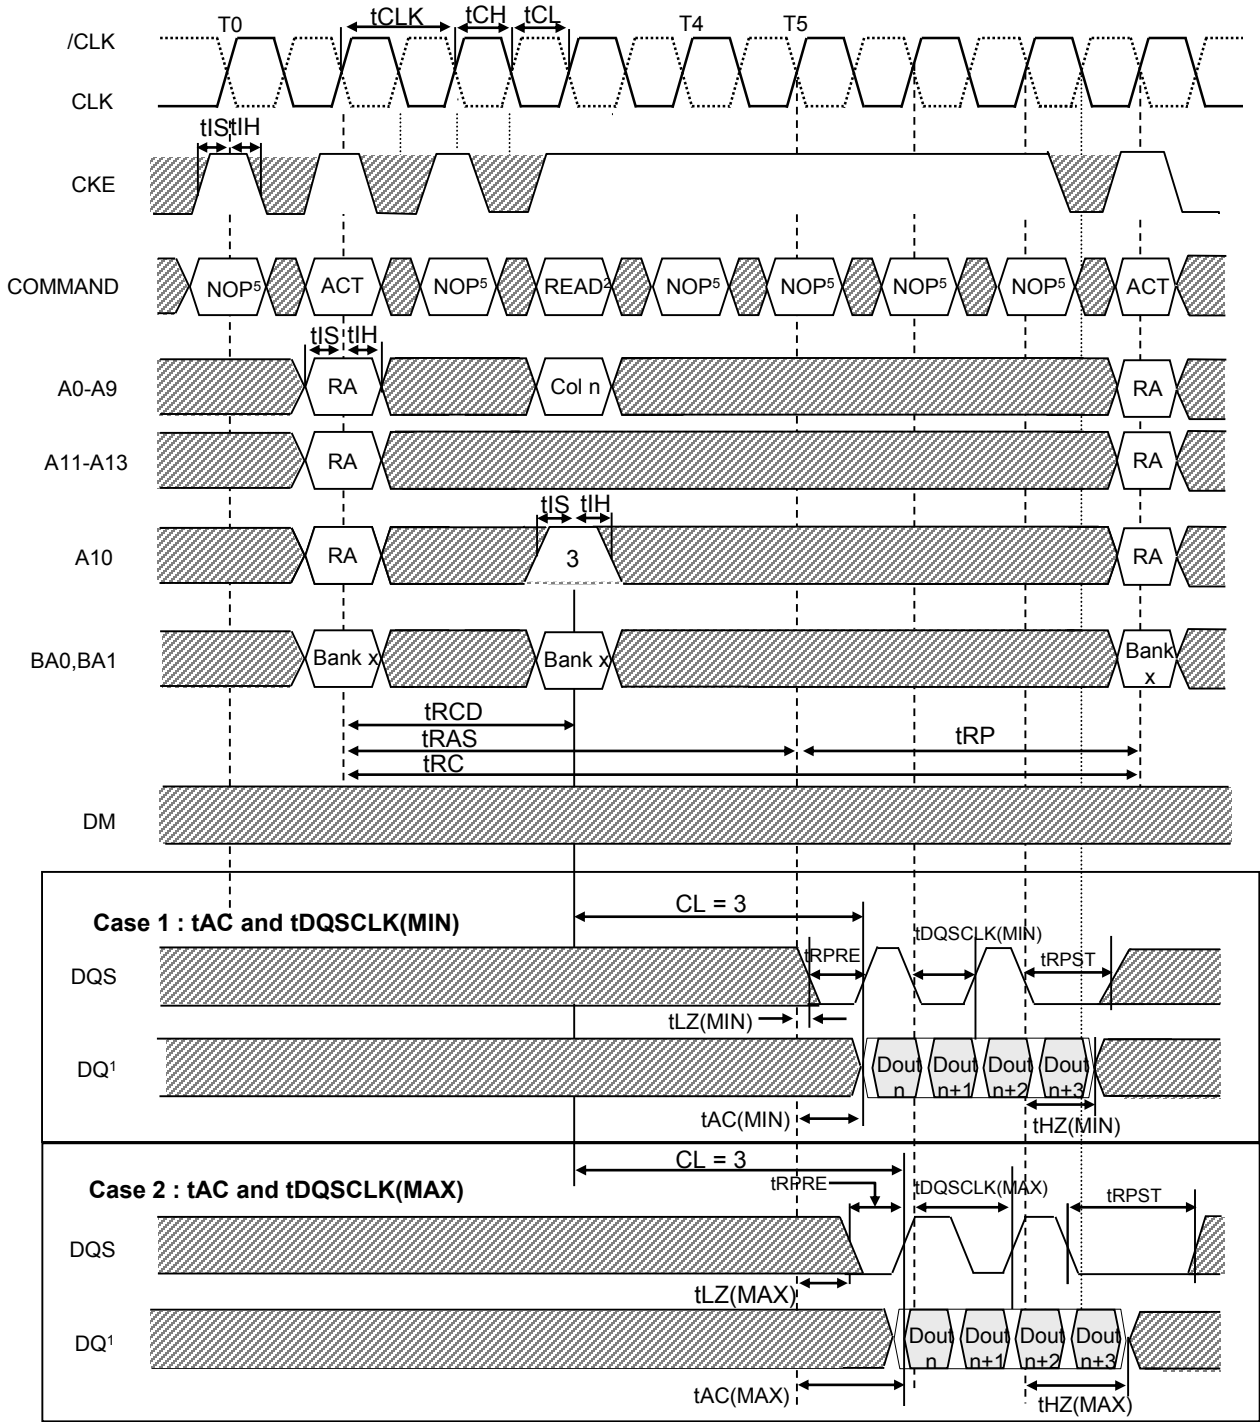 tCLK tCH tCL
T0 T4 T5
/CLK
CLK
tIS tIH
CKE
COMMAND NOP⁵ ACT NOP⁵ READ² NOP⁵ NOP⁵ NOP⁵ NOP⁵ ACT
tIS tIH
A0-A9 RA Col n RA
A11-A13 RA RA
tIS tIH
A10 RA 3 RA
BA0,BA1 Bank x Bank x Bank x
tRCD
tRAS tRP
tRC
DM
CL = 3
Case 1 : tAC and tDQSCLK(MIN)
tDQSCLK(MIN)
tRPRE tRPST
DQS
tLZ(MIN)
DQ¹ Dout n Dout n+1 Dout n+2 Dout n+3
tAC(MIN) tHZ(MIN)
CL = 3
Case 2 : tAC and tDQSCLK(MAX)
tRPRE tDQSCLK(MAX) tRPST
DQS
tLZ(MAX)
DQ¹ Dout n Dout n+1 Dout n+2 Dout n+3
tAC(MAX) tHZ(MAX)